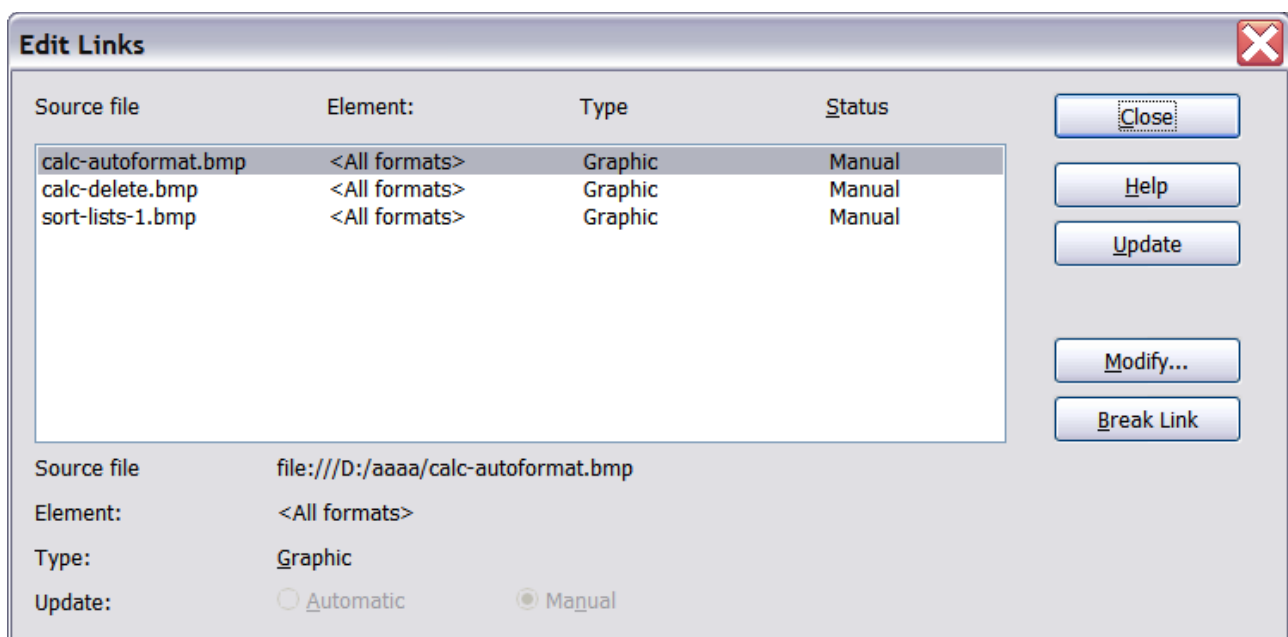 Edit Links
Source file Element: Type Status
Close
calc-autoformat.bmp <All formats> Graphic Manual
calc-delete.bmp <All formats> Graphic Manual
Help
sort-lists-1.bmp <All formats> Graphic Manual
Update
Modify...
Break Link
Source file file:///D:/aaaa/calc-autoformat.bmp
Element: <All formats>
Type: Graphic
Update: Automatic Manual